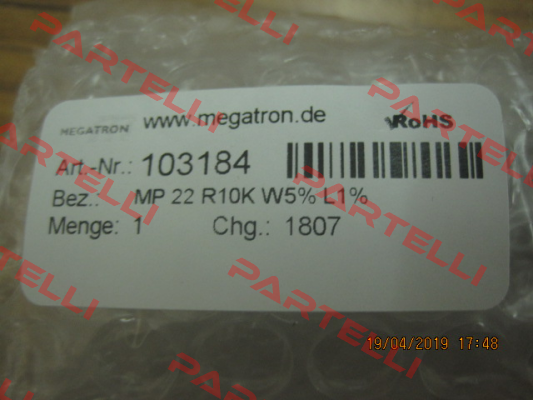 MEGATRON www.megatron.de RoHS
Art.-Nr.: 103184
Bez.: MP 22 R10K W5% L1%
Menge: 1 Chg.: 1807
19/04/2019 17:48
PARTELLI
PARTELLI
PARTELLI
PARTELLI
PARTELLI